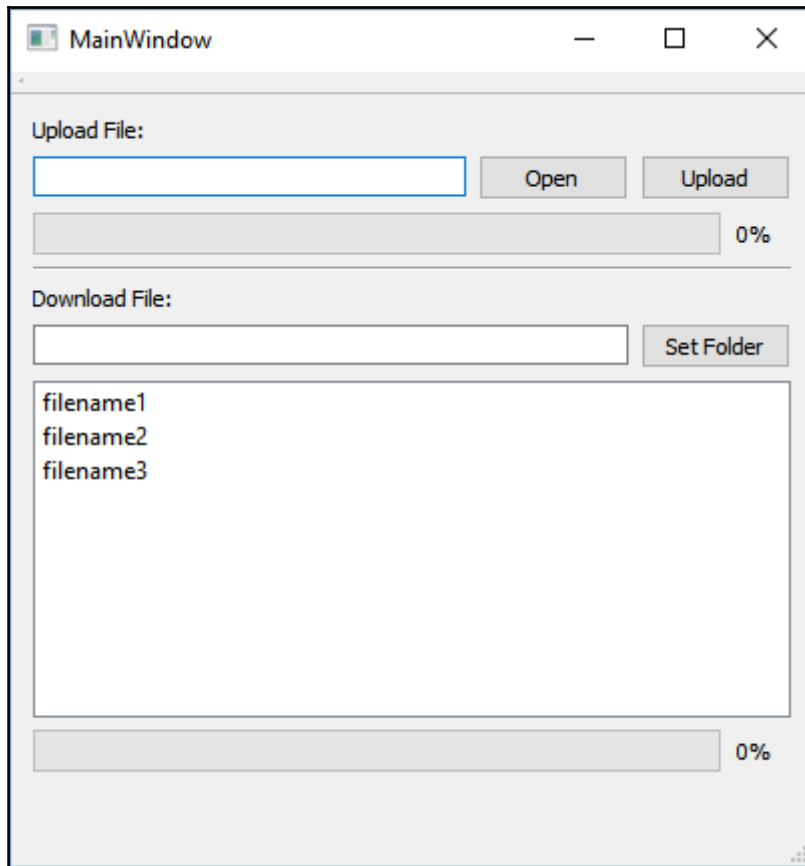 MainWindow
Upload File:
Open Upload
0%
Download File:
Set Folder
filename1
filename2
filename3
0%